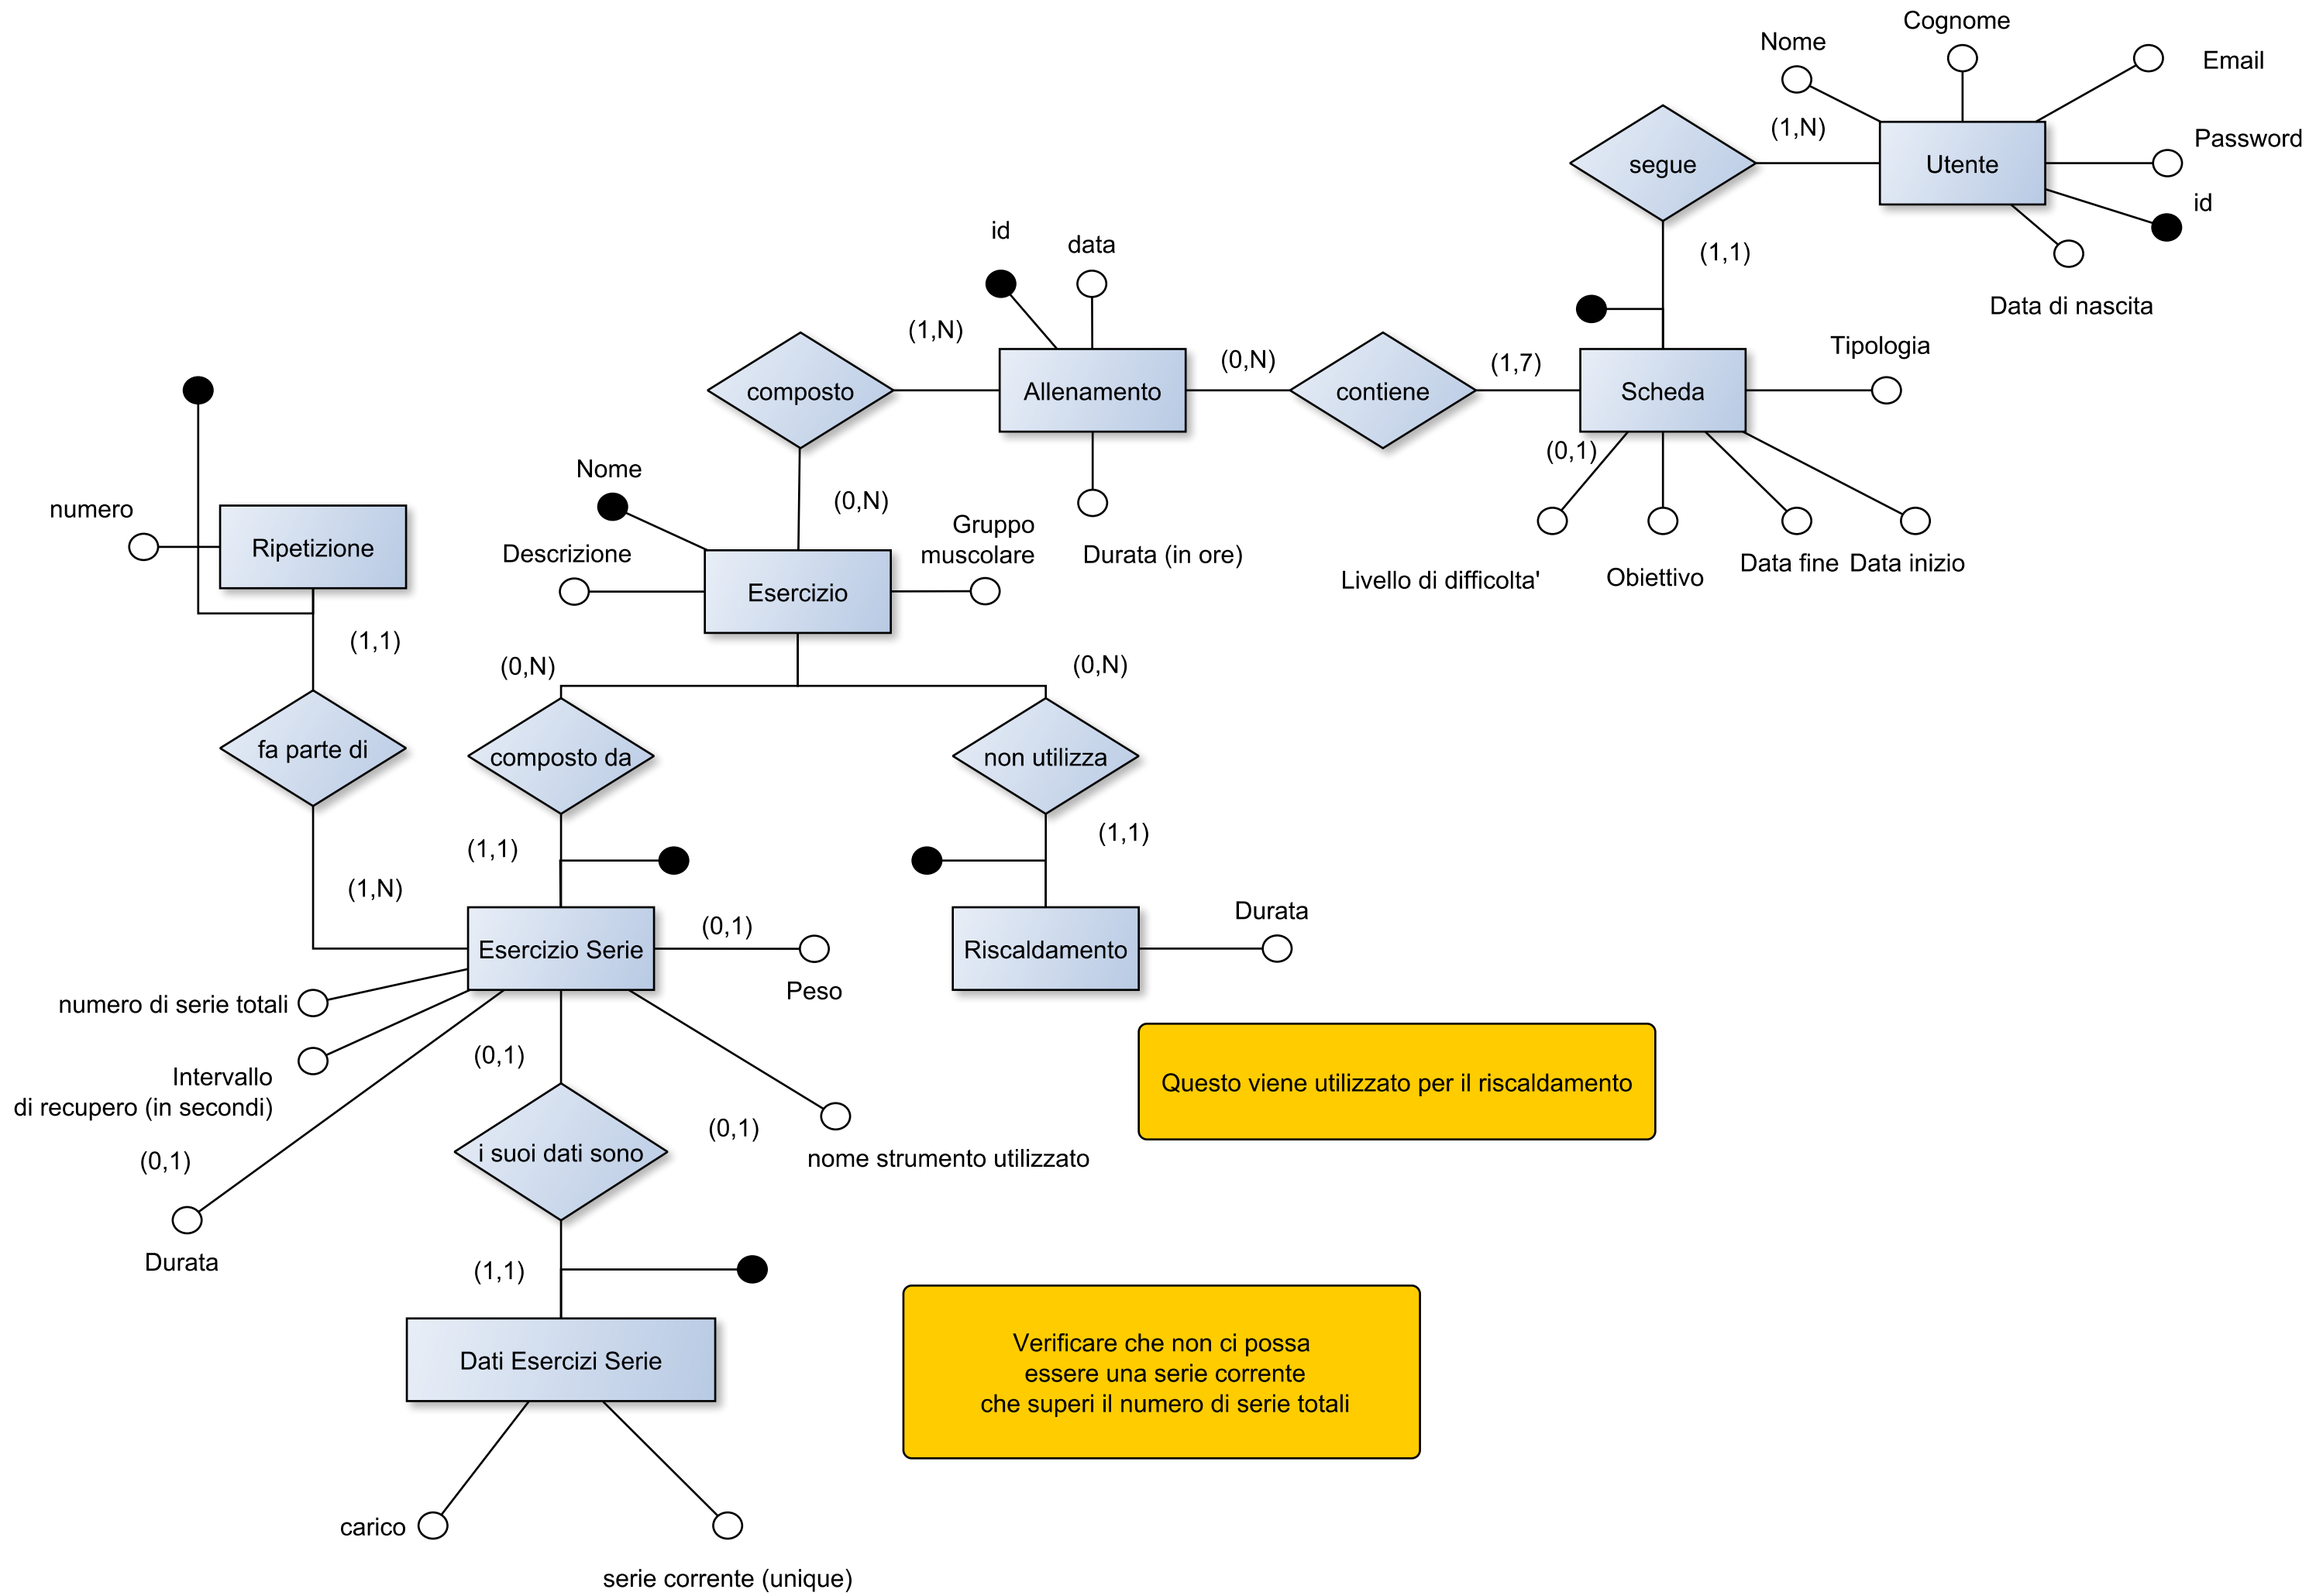 Cognome
Nome
Email
(1,N)
Password
segue
Utente
id
id
data
(1,1)
Data di nascita
(1,N)
(0,N)
(1,7)
Tipologia
composto
Allenamento
contiene
Scheda
(0,1)
Nome
(0,N)
numero
Gruppo
muscolare
Ripetizione
Descrizione
Durata (in ore)
Livello di difficolta'
Obiettivo
Data fine
Data inizio
Esercizio
(1,1)
(0,N)
(0,N)
fa parte di
composto da
non utilizza
(1,1)
(1,1)
(1,N)
Durata
(0,1)
Esercizio Serie
Riscaldamento
Peso
numero di serie totali
Intervallo
di recupero (in secondi)
(0,1)
Questo viene utilizzato per il riscaldamento
(0,1)
(0,1)
i suoi dati sono
nome strumento utilizzato
Durata
(1,1)
Dati Esercizi Serie
Verificare che non ci possa
essere una serie corrente
che superi il numero di serie totali
carico
serie corrente (unique)